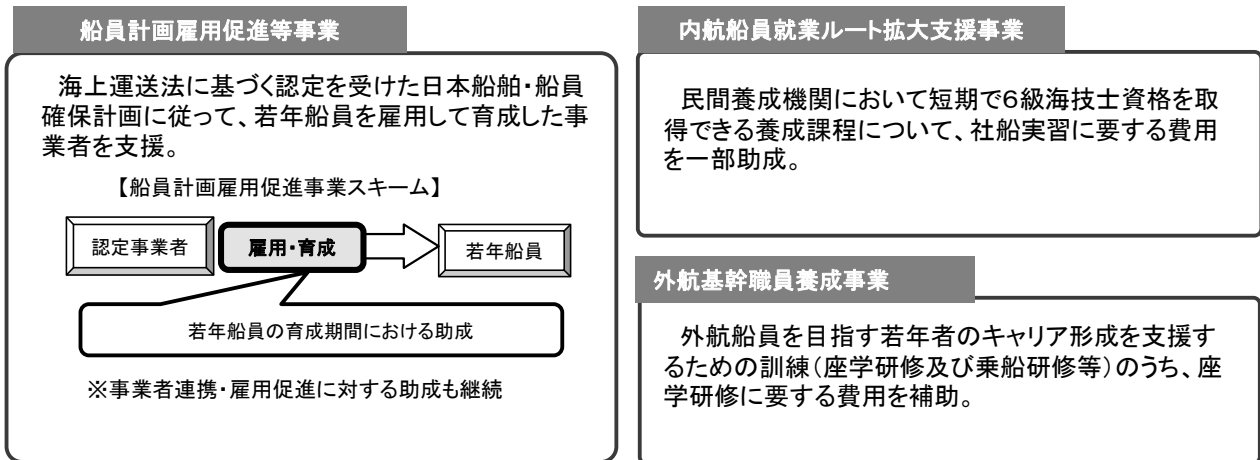 船員計画雇用促進等事業
海上運送法に基づく認定を受けた日本船舶・船員
確保計画に従って、若年船員を雇用して育成した事
業者を支援。
【船員計画雇用促進事業スキーム】
認定事業者
雇用・育成
若年船員
若年船員の育成期間における助成
※事業者連携・雇用促進に対する助成も継続
内航船員就業ルート拡大支援事業
民間養成機関において短期で6級海技士資格を取
得できる養成課程について、社船実習に要する費用
を一部助成。
外航基幹職員養成事業
外航船員を目指す若年者のキャリア形成を支援す
るための訓練(座学研修及び乗船研修等)のうち、座
学研修に要する費用を補助。